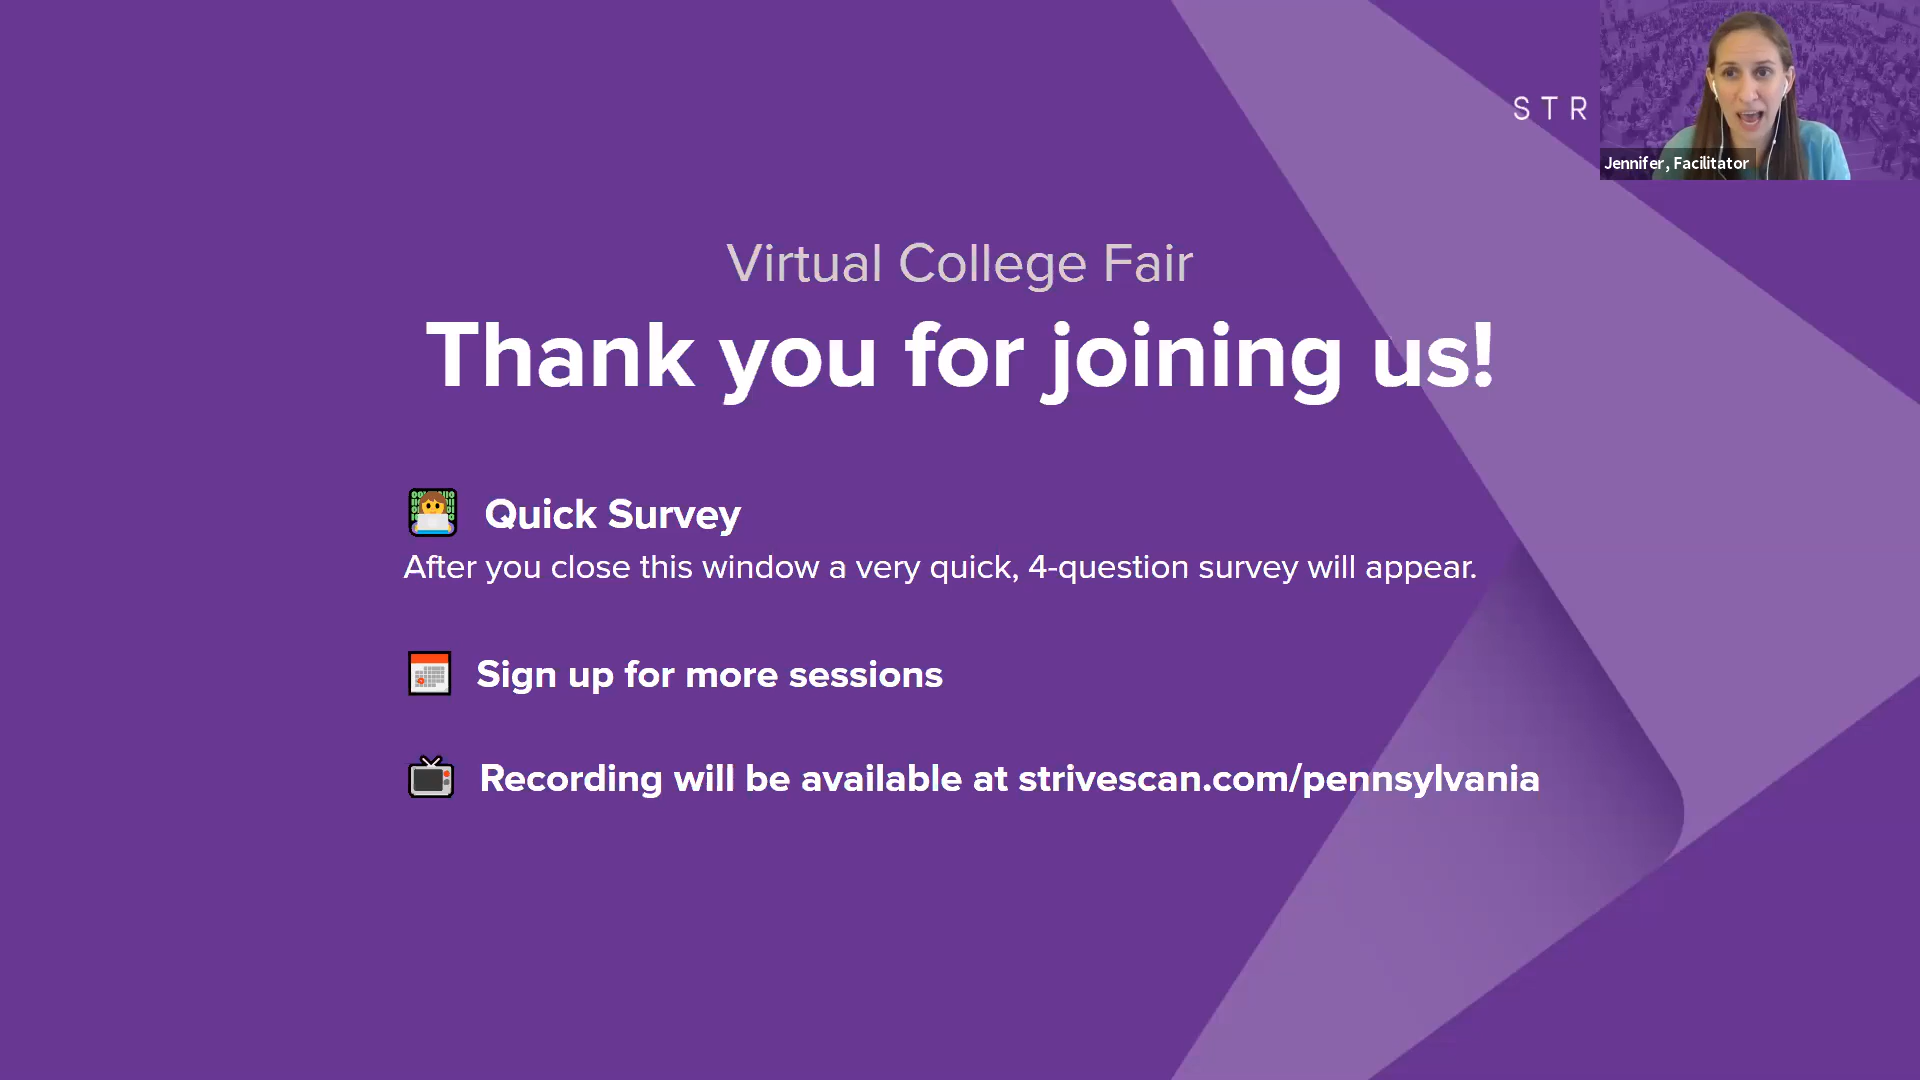 STR
Jennifer, Facilitator
Virtual College Fair
Thank you for joining us!
Quick Survey
After you close this window a very quick, 4-question survey will appear.
Sign up for more sessions
Recording will be available at strivescan.com/pennsylvania